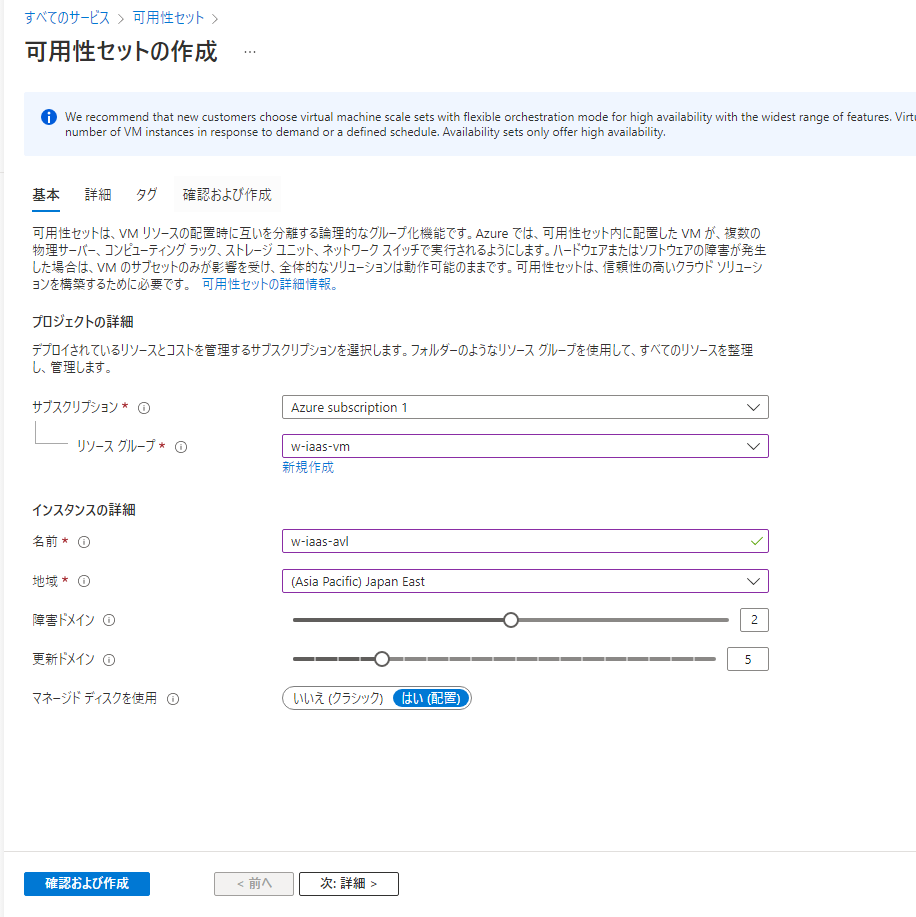 すべてのサービス > 可用性セット >
可用性セットの作成 ...
We recommend that new customers choose virtual machine scale sets with flexible orchestration mode for high availability with the widest range of features. Virtu
number of VM instances in response to demand or a defined schedule. Availability sets only offer high availability.
基本 詳細 タグ 確認および作成
可用性セットは、VM リソースの配置時に互いを分離する論理的なグループ化機能です。Azure では、可用性セット内に配置した VM が、複数の
物理サーバー、コンピューティング ラック、ストレージ ユニット、ネットワーク スイッチで実行されるようにします。ハードウェアまたはソフトウェアの障害が発生
した場合は、VM のサブセットのみが影響を受け、全体的なソリューションは動作可能のままです。可用性セットは、信頼性の高いクラウド ソリューシ
ョンを構築するために必要です。 可用性セットの詳細情報。
プロジェクトの詳細
デプロイされているリソースとコストを管理するサブスクリプションを選択します。フォルダーのようなリソース グループを使用して、すべてのリソースを整理
し、管理します。
サブスクリプション * Azure subscription 1
リソース グループ * w-iaas-vm
新規作成
インスタンスの詳細
名前 * w-iaas-avl
地域 * (Asia Pacific) Japan East
障害ドメイン 2
更新ドメイン 5
マネージド ディスクを使用 いいえ (クラシック) はい (配置)
確認および作成 < 前へ 次: 詳細 >